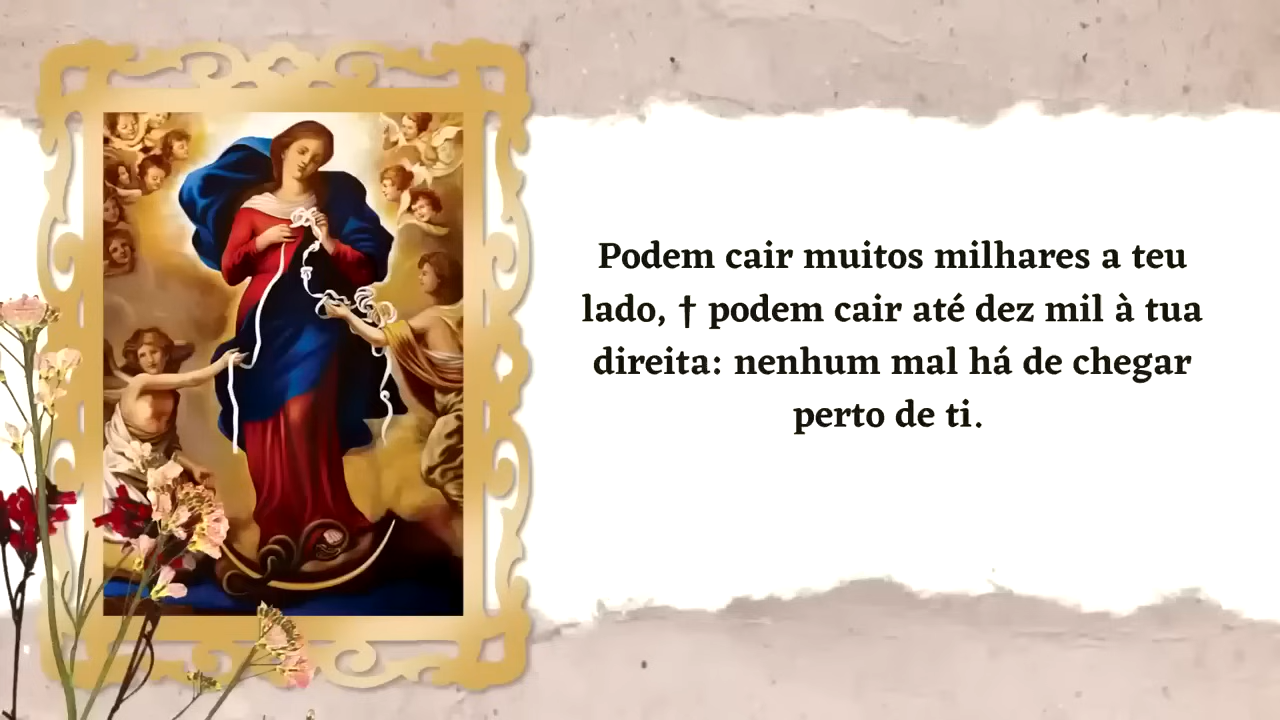 Podem cair muitos milhares a teu
lado, † podem cair até dez mil à tua
direita: nenhum mal há de chegar
perto de ti.